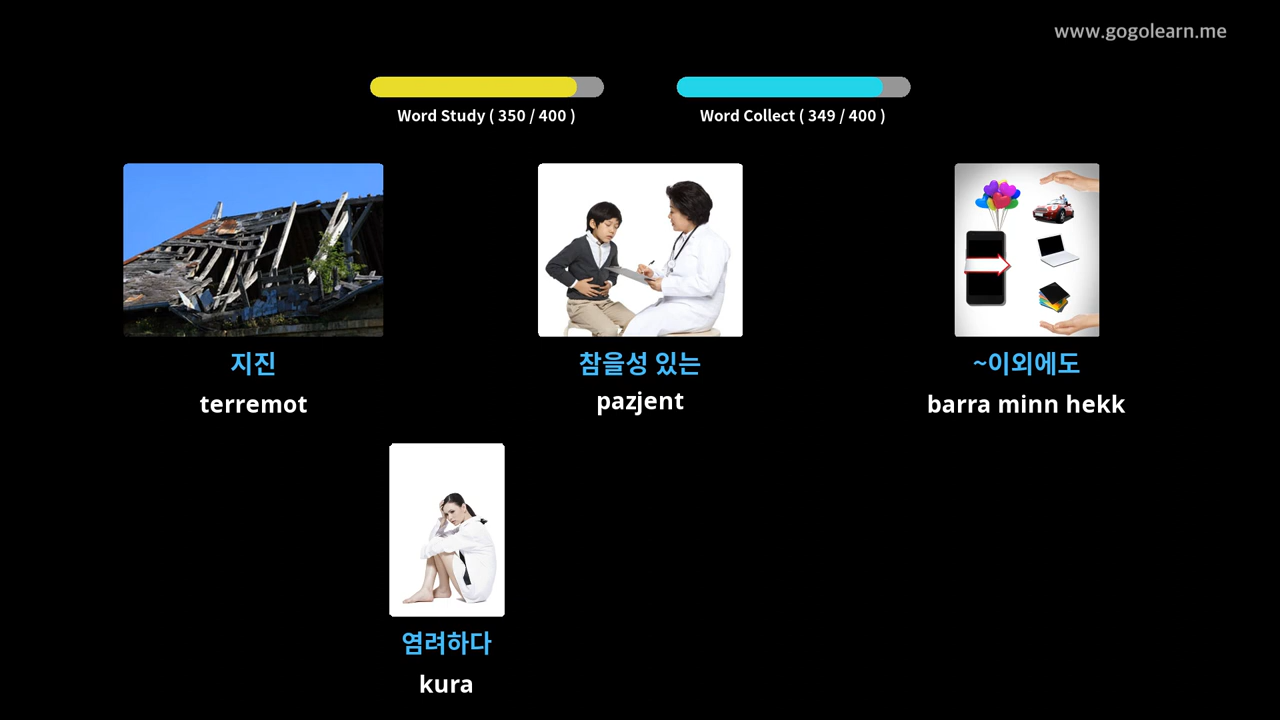 www.gogolearn.me
Word Study ( 350 / 400 )
Word Collect ( 349 / 400 )
지진
참을성 있는
~이외에도
terremot
pazjent
barra minn hekk
염려하다
kura